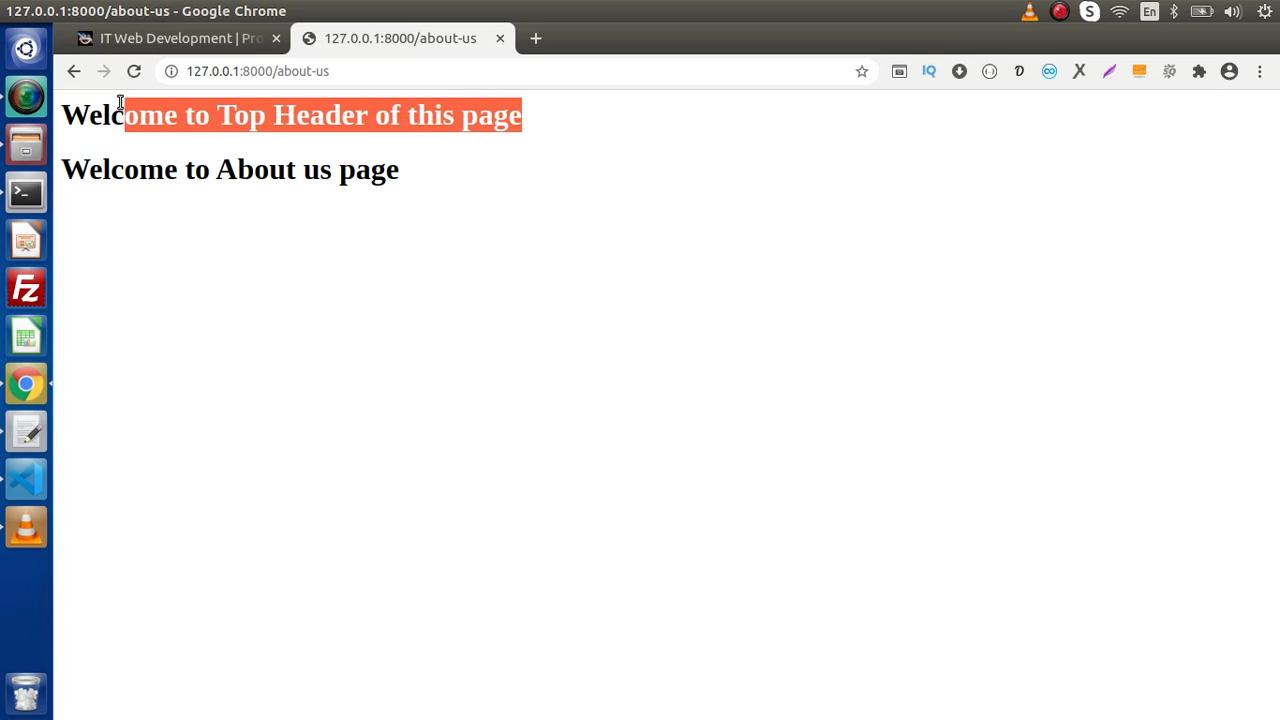 127.0.0.1:8000/about-us - Google Chrome
En
IT Web Development | Pro
127.0.0.1:8000/about-us
127.0.0.1:8000/about-us
IQ
Welcome to Top Header of this page
Welcome to About us page